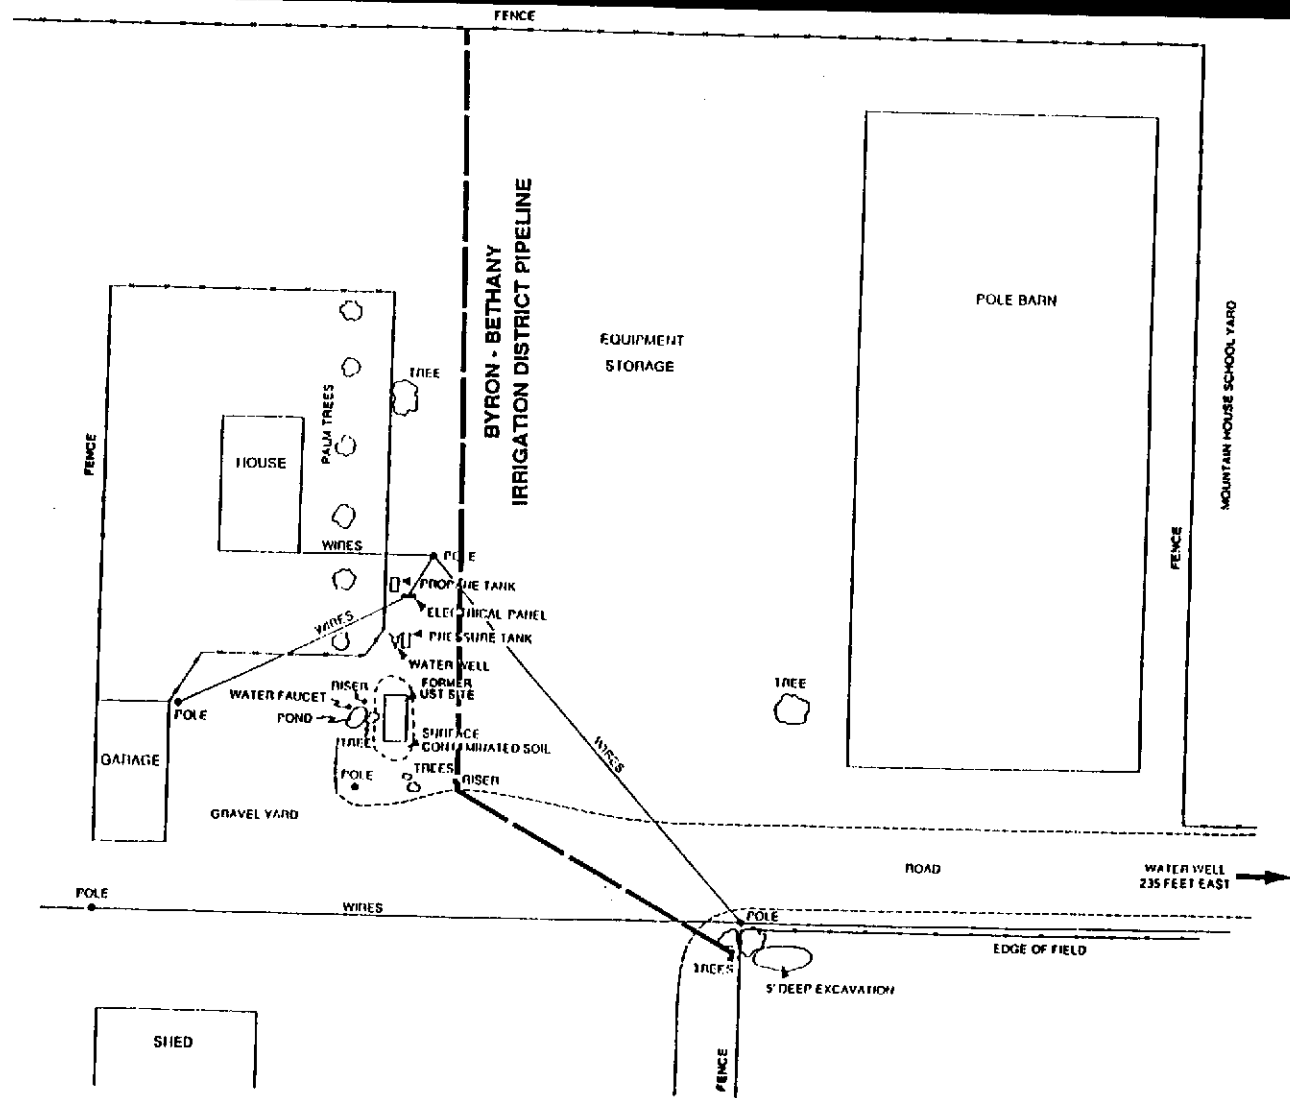 FENCE
BYRON - BETHANY
IRRIGATION DISTRICT PIPELINE
POLE BARN
MOUNTAIN HOUSE SCHOOL YARD
EQUIPMENT
STORAGE
TREE
PALM TREES
FENCE
HOUSE
FENCE
WIRES
POLE
PROPANE TANK
ELECTRICAL PANEL
WIRES
PRESSURE TANK
WATER WELL
FORMER
UST SITE
RISER
WATER FAUCET
POND
POLE
TREE
TREE
SURFACE
CONTAMINATED SOIL
WIRES
GARAGE
TREES
RISER
POLE
GRAVEL YARD
ROAD
WATER WELL
235 FEET EAST
POLE
WIRES
POLE
EDGE OF FIELD
TREES
5' DEEP EXCAVATION
SHED
FENCE